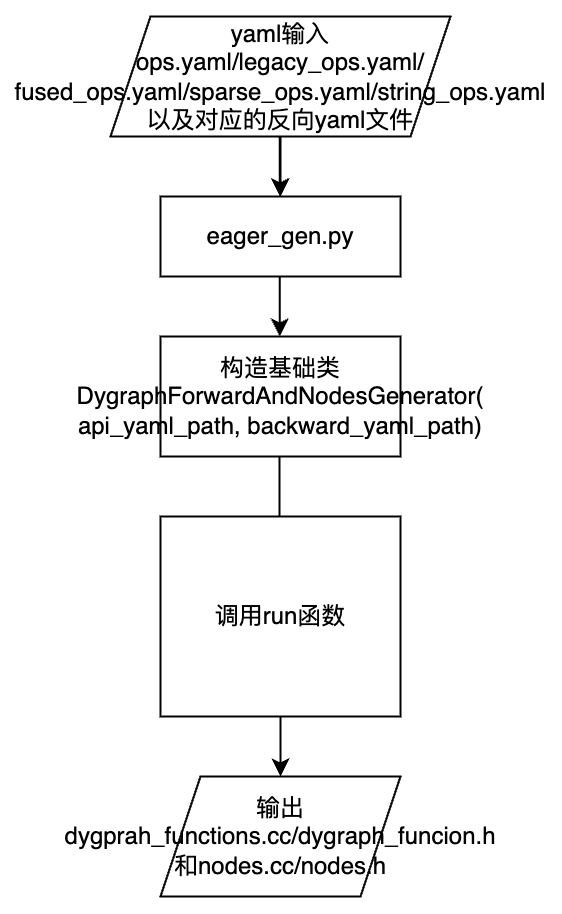 yaml输入
ops.yaml/legacy_ops.yaml/
fused_ops.yaml/sparse_ops.yaml/string_ops.yaml
以及对应的反向yaml文件
eager_gen.py
构造基础类
DygraphForwardAndNodesGenerator(
api_yaml_path, backward_yaml_path)
调用run函数
输出
dygprah_functions.cc/dygraph_funcion.h
和nodes.cc/nodes.h